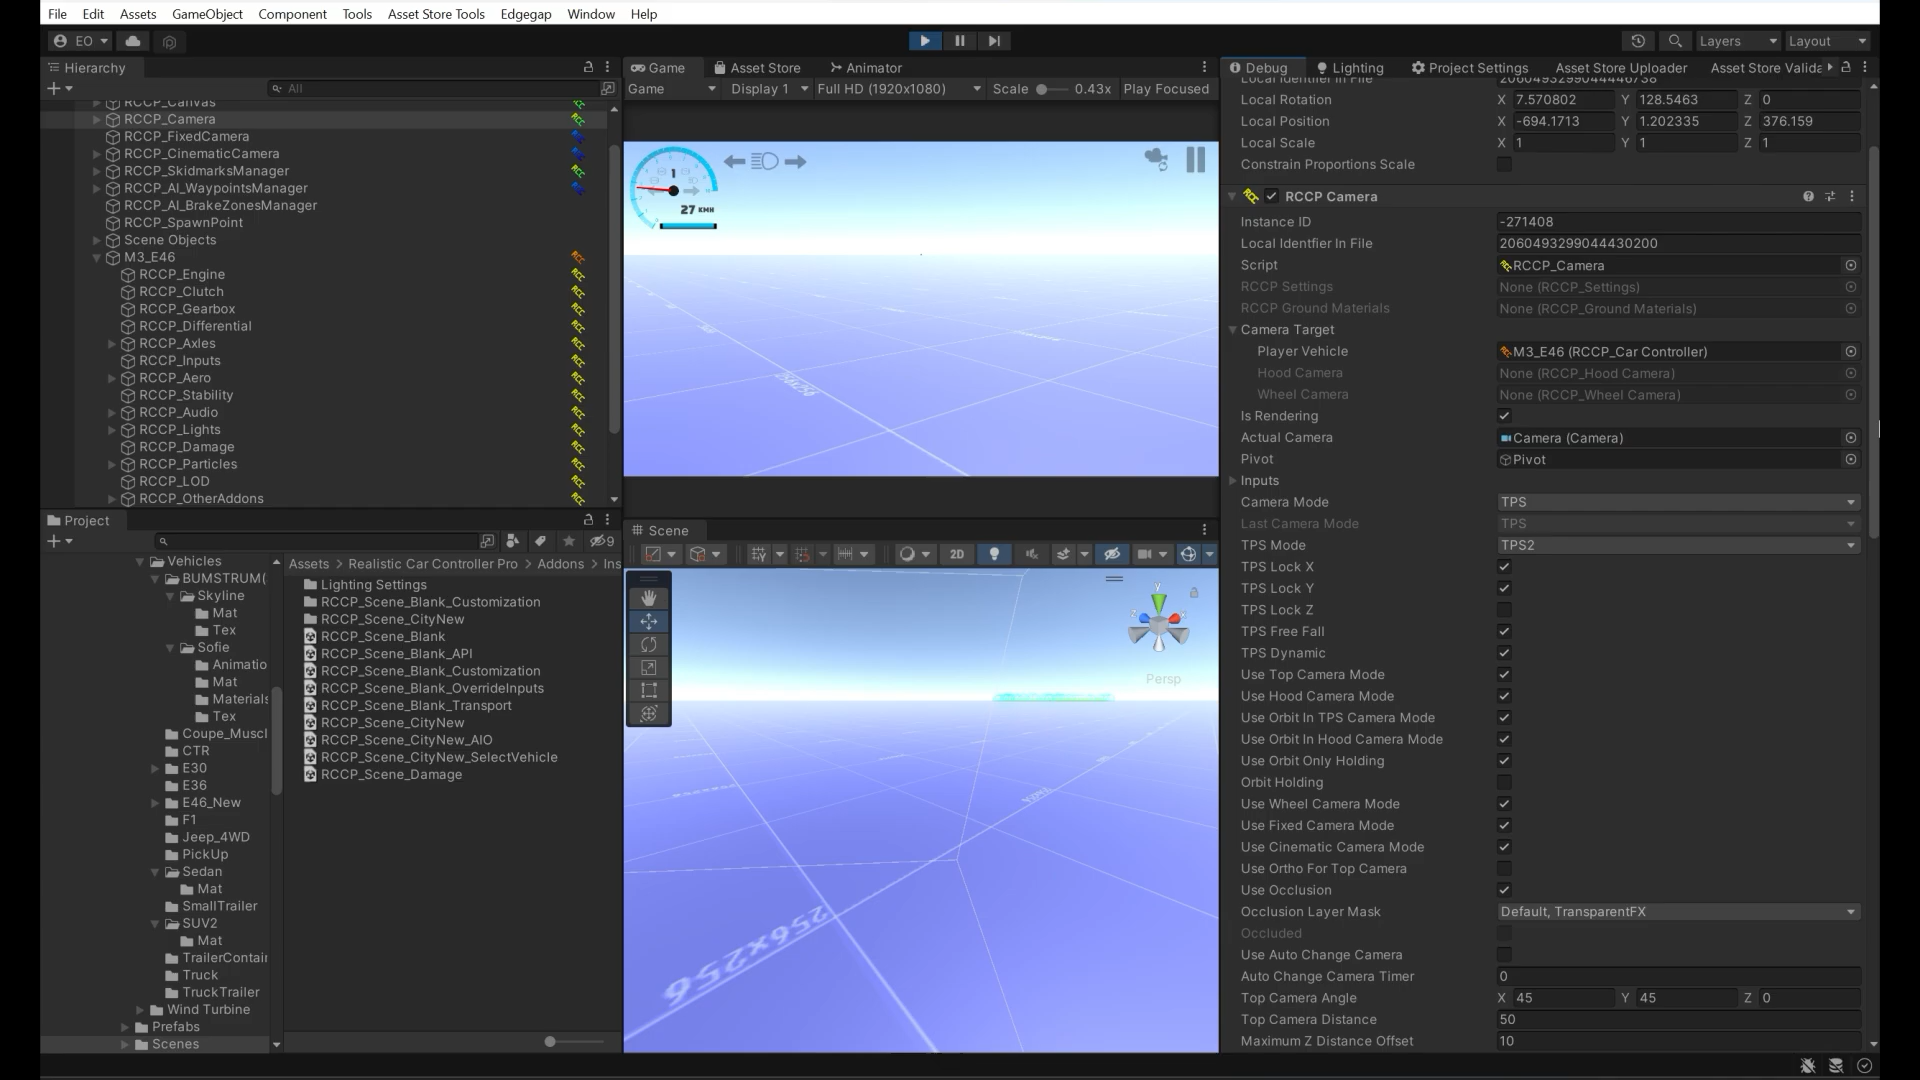 File Edit Assets GameObject Component Tools Asset Store Tools Edgegap Window Help
EO Layers Layout
Hierarchy
All
RCCP_Canvas
RCCP_Camera
RCCP_FixedCamera
RCCP_CinematicCamera
RCCP_SkidmarksManager
RCCP_AI_WaypointsManager
RCCP_AI_BrakeZonesManager
RCCP_SpawnPoint
Scene Objects
M3_E46
RCCP_Engine
RCCP_Clutch
RCCP_Gearbox
RCCP_Differential
RCCP_Axles
RCCP_Inputs
RCCP_Aero
RCCP_Stability
RCCP_Audio
RCCP_Lights
RCCP_Damage
RCCP_Particles
RCCP_LOD
RCCP_OtherAddons
Project
9
Vehicles
BUMSTRUM(
Skyline
Mat
Tex
Sofie
Animatio
Mat
Materials
Tex
Coupe_Muscl
CTR
E30
E36
E46_New
F1
Jeep_4WD
PickUp
Sedan
Mat
SmallTrailer
SUV2
Mat
TrailerContair
Truck
TruckTrailer
Wind Turbine
Prefabs
Scenes
Assets > Realistic Car Controller Pro > Addons > Ins
Lighting Settings
RCCP_Scene_Blank_Customization
RCCP_Scene_CityNew
RCCP_Scene_Blank
RCCP_Scene_Blank_API
RCCP_Scene_Blank_Customization
RCCP_Scene_Blank_OverrideInputs
RCCP_Scene_Blank_Transport
RCCP_Scene_CityNew
RCCP_Scene_CityNew_AIO
RCCP_Scene_CityNew_SelectVehicle
RCCP_Scene_Damage
Game Asset Store Animator
Game Display 1 Full HD (1920x1080) Scale 0.43x Play Focused
1
27 KMH
256x256
Scene
2D
y
x
Persp
256x256
Debug Lighting Project Settings Asset Store Uploader Asset Store Valida
Local Identifier In File 2060493299044446738
Local Rotation X 7.570802 Y 128.5463 Z 0
Local Position X -694.1713 Y 1.202335 Z 376.159
Local Scale X 1 Y 1 Z 1
Constrain Proportions Scale
RCCP Camera
Instance ID -271408
Local Identfier In File 2060493299044430200
Script RCCP_Camera
RCCP Settings None (RCCP_Settings)
RCCP Ground Materials None (RCCP_Ground Materials)
Camera Target
Player Vehicle M3_E46 (RCCP_Car Controller)
Hood Camera None (RCCP_Hood Camera)
Wheel Camera None (RCCP_Wheel Camera)
Is Rendering
Actual Camera Camera (Camera)
Pivot Pivot
Inputs
Camera Mode TPS
Last Camera Mode TPS
TPS Mode TPS2
TPS Lock X
TPS Lock Y
TPS Lock Z
TPS Free Fall
TPS Dynamic
Use Top Camera Mode
Use Hood Camera Mode
Use Orbit In TPS Camera Mode
Use Orbit In Hood Camera Mode
Use Orbit Only Holding
Orbit Holding
Use Wheel Camera Mode
Use Fixed Camera Mode
Use Cinematic Camera Mode
Use Ortho For Top Camera
Use Occlusion
Occlusion Layer Mask Default, TransparentFX
Occluded
Use Auto Change Camera
Auto Change Camera Timer 0
Top Camera Angle X 45 Y 45 Z 0
Top Camera Distance 50
Maximum Z Distance Offset 10